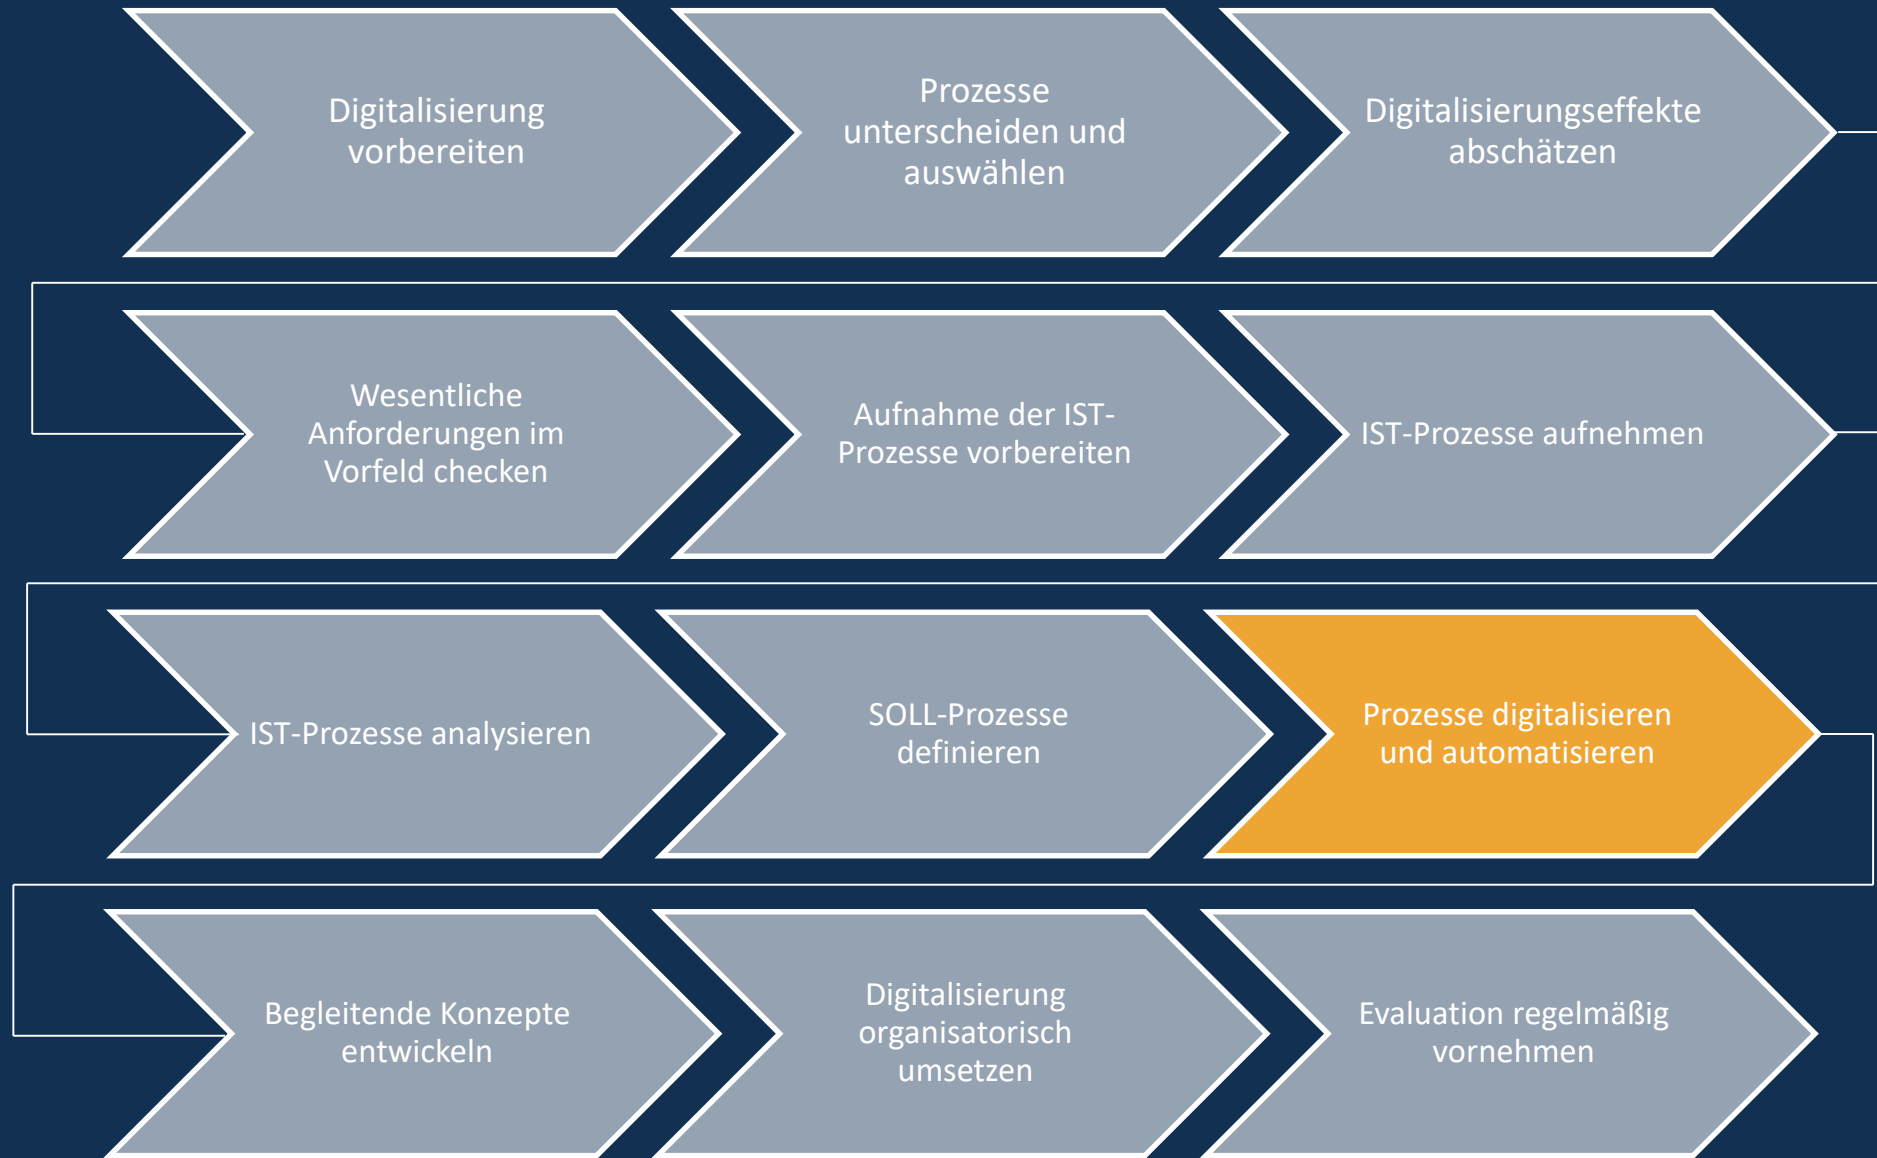 Digitalisierung
vorbereiten
Prozesse
unterscheiden und
auswählen
Digitalisierungseffekte
abschätzen
Wesentliche
Anforderungen im
Vorfeld checken
Aufnahme der IST-
Prozesse vorbereiten
IST-Prozesse aufnehmen
IST-Prozesse analysieren
SOLL-Prozesse
definieren
Prozesse digitalisieren
und automatisieren
Begleitende Konzepte
entwickeln
Digitalisierung
organisatorisch
umsetzen
Evaluation regelmäßig
vornehmen